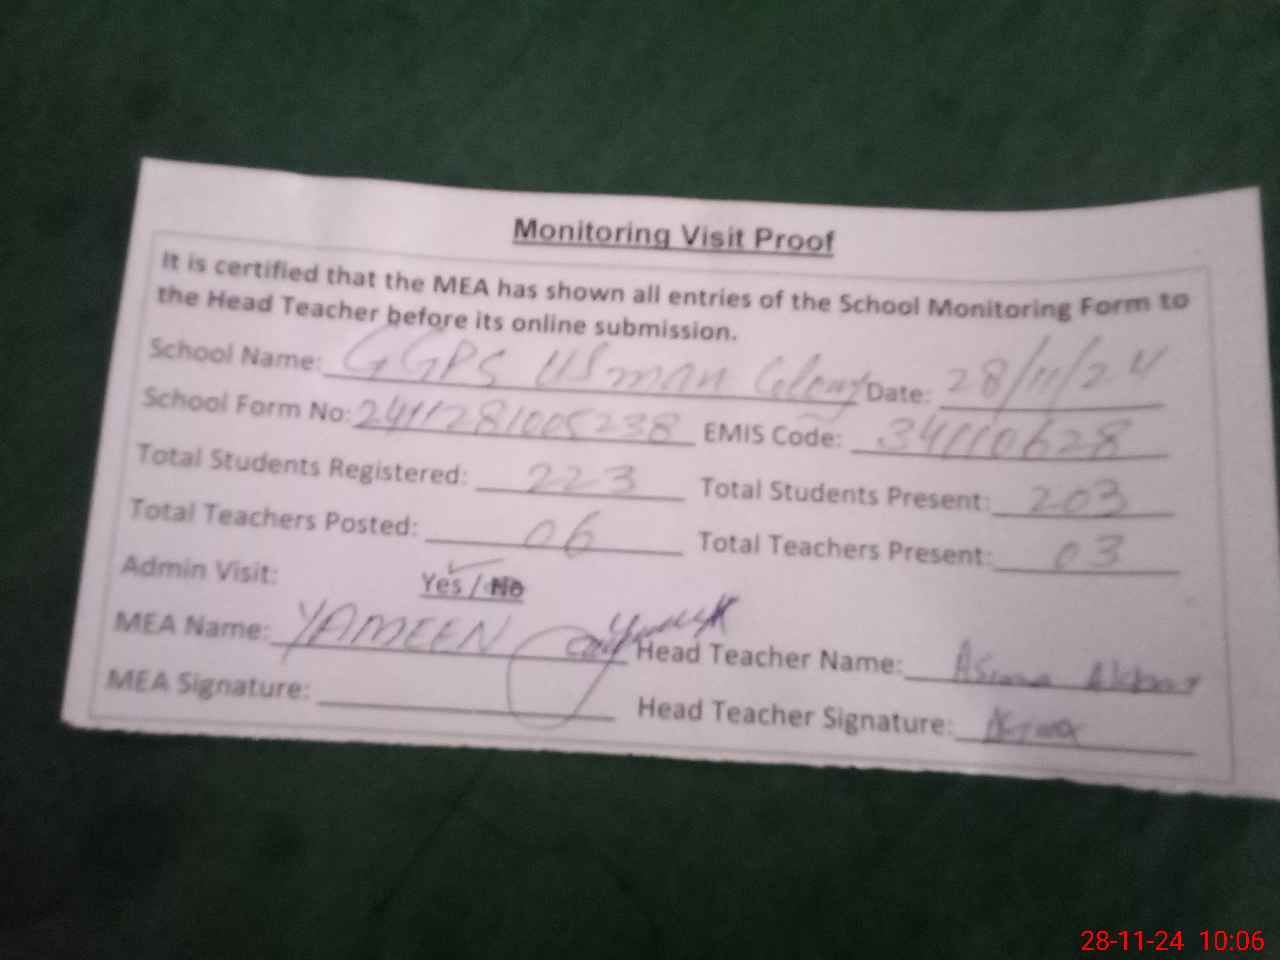 Monitoring Visit Proof
It is certified that the MEA has shown all entries of the School Monitoring Form to
the Head Teacher before its online submission.
School Name: GGPS Usman Date: 28/11/24
School Form No: 2411281005238 EMIS Code: 34110628
Total Students Registered: 223 Total Students Present: 203
Total Teachers Posted: 06 Total Teachers Present: 03
Admin Visit: Yes / No
MEA Name: YAMEEN Head Teacher Name: Asima Akbar
MEA Signature: Head Teacher Signature: Asima
28-11-24 10:06